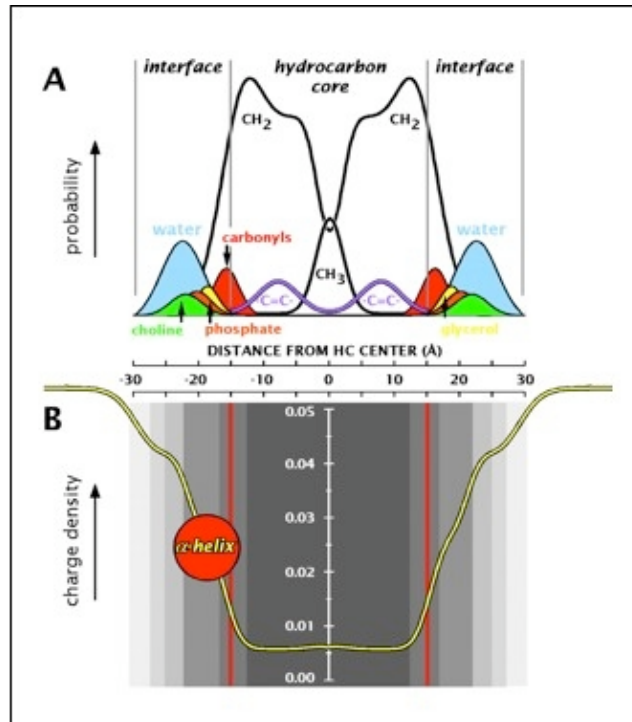 A
interface
hydrocarbon
core
interface
probability
CH2
CH2
water
water
carbonyls
CH3
-C=C-
-C=C-
choline
phosphate
glycerol
DISTANCE FROM HC CENTER (Å)
-30 -20 -10 0 10 20 30
B
charge density
0.05
0.04
0.03
α-helix
0.02
0.01
0.00